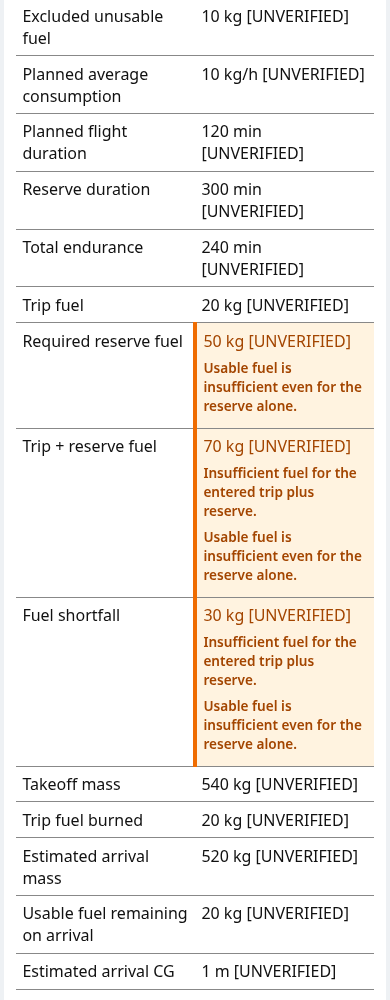 Excluded unusable 10 kg [UNVERIFIED]
fuel
Planned average 10 kg/h [UNVERIFIED]
consumption
Planned flight 120 min
duration [UNVERIFIED]
Reserve duration 300 min
[UNVERIFIED]
Total endurance 240 min
[UNVERIFIED]
Trip fuel 20 kg [UNVERIFIED]
Required reserve fuel 50 kg [UNVERIFIED]
Usable fuel is
insufficient even for the
reserve alone.
Trip + reserve fuel 70 kg [UNVERIFIED]
Insufficient fuel for the
entered trip plus
reserve.
Usable fuel is
insufficient even for the
reserve alone.
Fuel shortfall 30 kg [UNVERIFIED]
Insufficient fuel for the
entered trip plus
reserve.
Usable fuel is
insufficient even for the
reserve alone.
Takeoff mass 540 kg [UNVERIFIED]
Trip fuel burned 20 kg [UNVERIFIED]
Estimated arrival 520 kg [UNVERIFIED]
mass
Usable fuel remaining 20 kg [UNVERIFIED]
on arrival
Estimated arrival CG 1 m [UNVERIFIED]